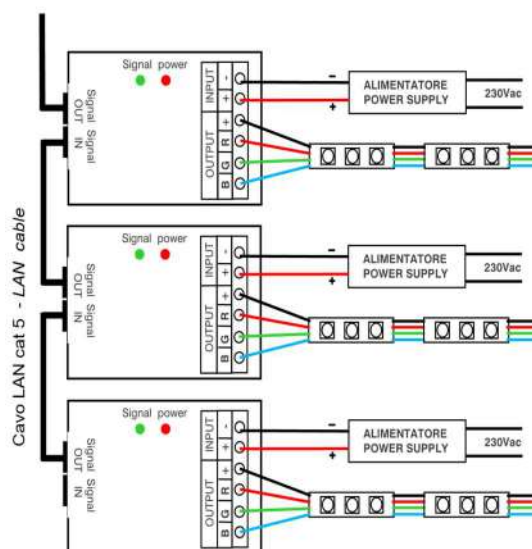 Cavo LAN cat 5 - LAN cable
Signal power
Signal OUT
Signal IN
INPUT
- +
OUTPUT
+ R G B
-
+
ALIMENTATORE
POWER SUPPLY
230Vac
Signal power
Signal OUT
Signal IN
INPUT
- +
OUTPUT
+ R G B
-
+
ALIMENTATORE
POWER SUPPLY
230Vac
Signal power
Signal OUT
Signal IN
INPUT
- +
OUTPUT
+ R G B
-
+
ALIMENTATORE
POWER SUPPLY
230Vac